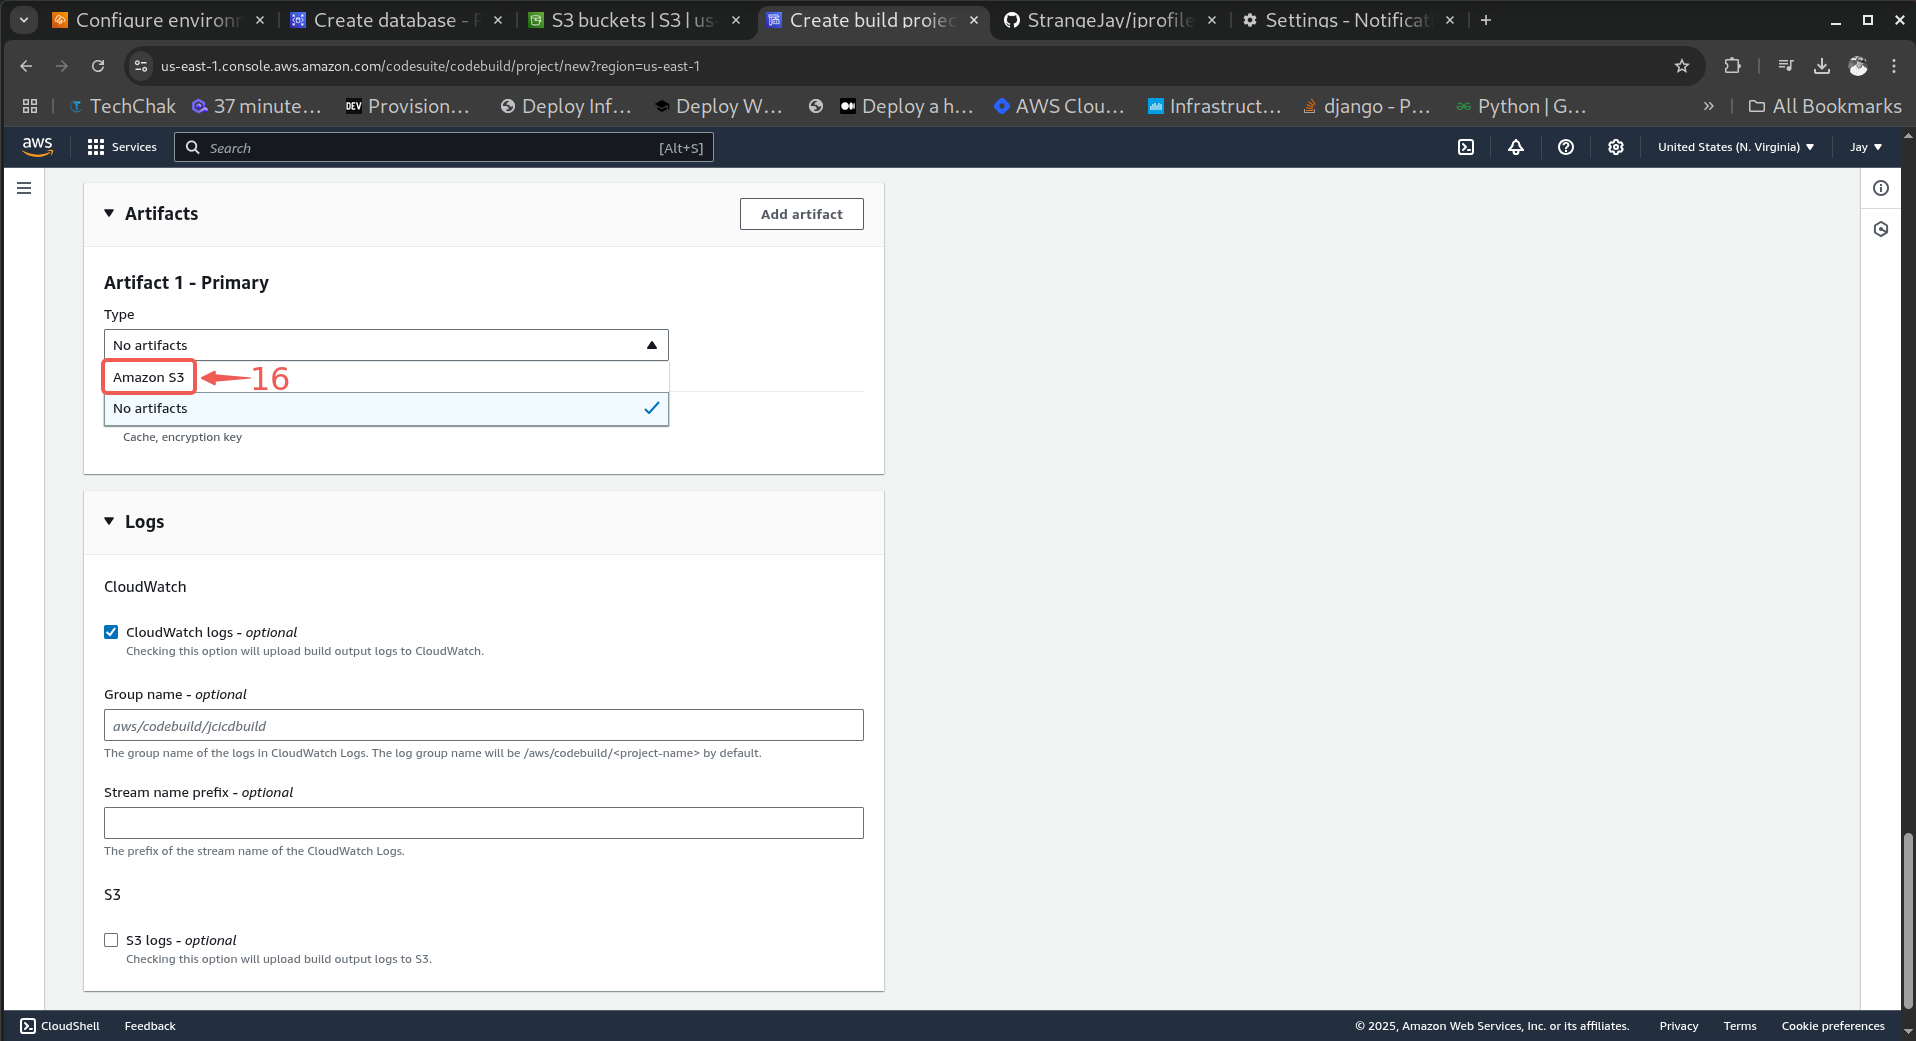 Configure environ
Create database -
S3 buckets | S3 | us-
Create build projec
StrangeJay/jprofile
Settings - Notificat
us-east-1.console.aws.amazon.com/codesuite/codebuild/project/new?region=us-east-1
TechChak
37 minute...
DEV Provision...
Deploy Inf...
Deploy W...
Deploy a h...
AWS Clou...
Infrastruct...
django - P...
Python | G...
» All Bookmarks
aws
Services
Search
[Alt+S]
United States (N. Virginia)
Jay
Artifacts
Add artifact
Artifact 1 - Primary
Type
No artifacts
Amazon S3
16
No artifacts
Cache, encryption key
Logs
CloudWatch
CloudWatch logs - optional
Checking this option will upload build output logs to CloudWatch.
Group name - optional
aws/codebuild/jcicdbuild
The group name of the logs in CloudWatch Logs. The log group name will be /aws/codebuild/<project-name> by default.
Stream name prefix - optional
The prefix of the stream name of the CloudWatch Logs.
S3
S3 logs - optional
Checking this option will upload build output logs to S3.
CloudShell
Feedback
© 2025, Amazon Web Services, Inc. or its affiliates.
Privacy
Terms
Cookie preferences